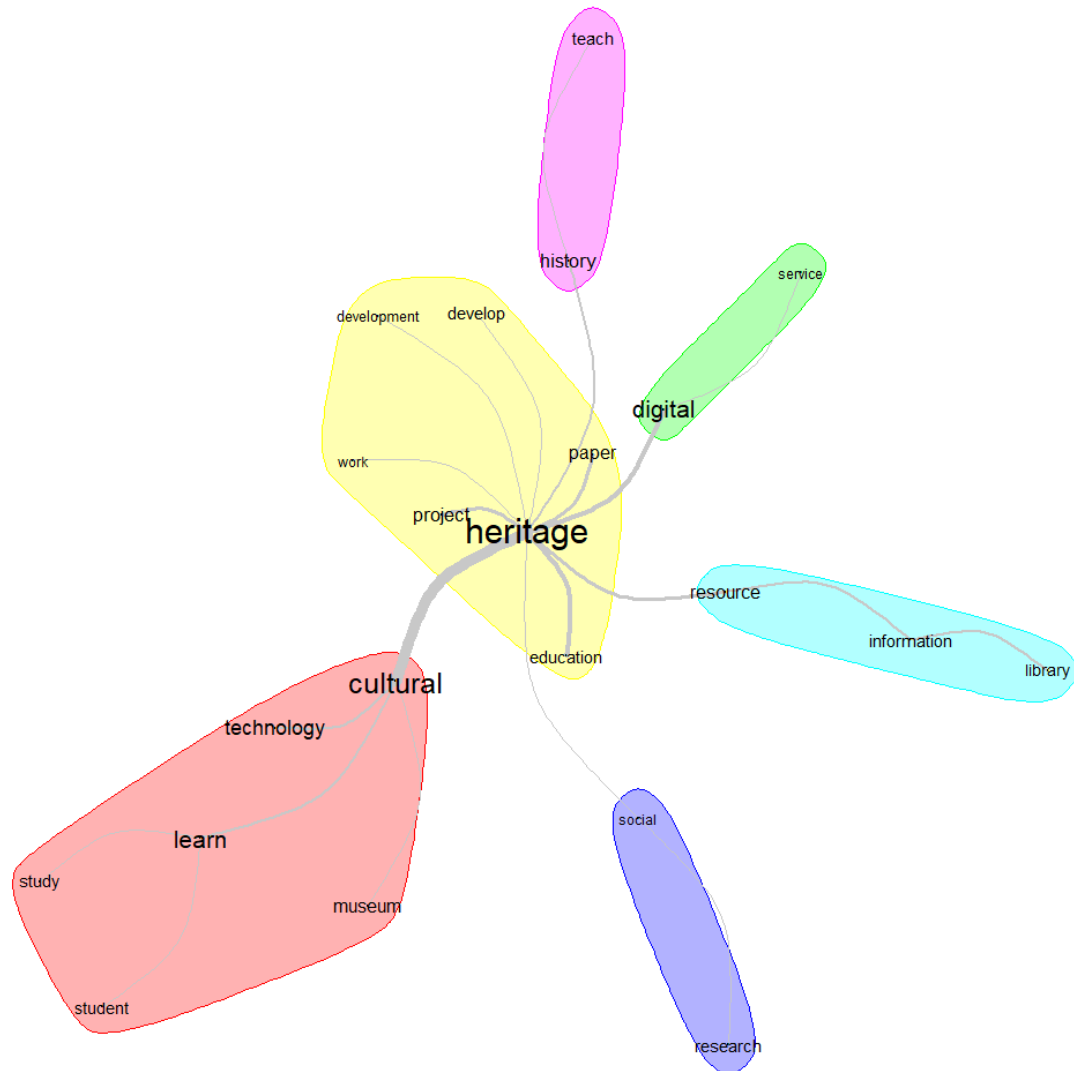 teach
history
service
development
develop
digital
paper
work
project
heritage
resource
information
library
education
cultural
technology
social
learn
study
museum
student
research